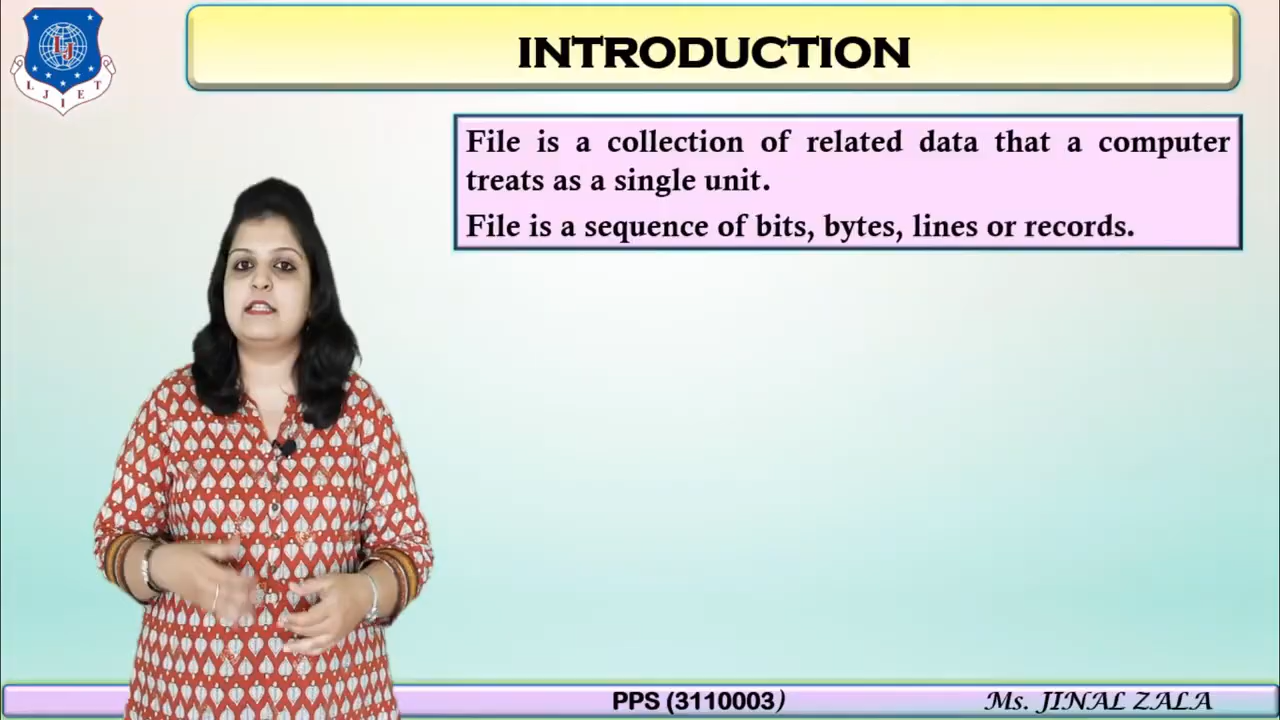 LJIET
INTRODUCTION
File is a collection of related data that a computer
treats as a single unit.
File is a sequence of bits, bytes, lines or records.
PPS (3110003)
Ms. JINAL ZALA